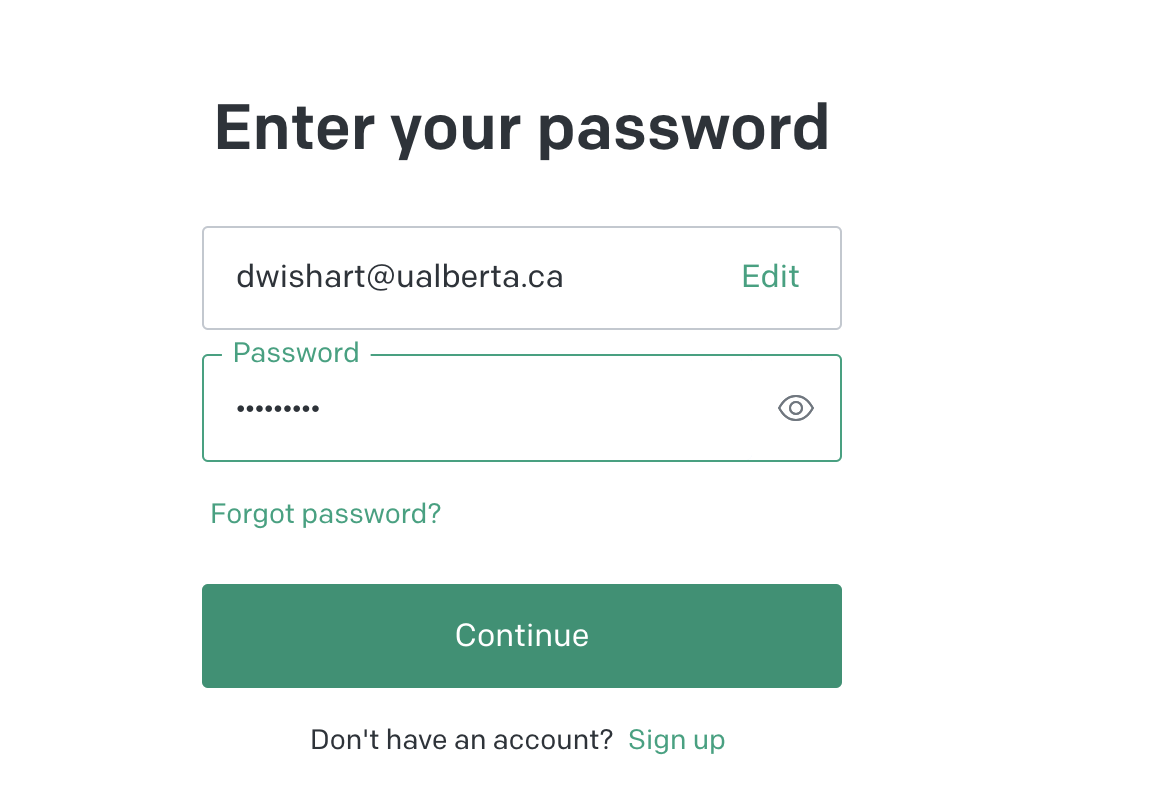 Enter your password
dwishart@ualberta.ca Edit
Password
•••••••••
Forgot password?
Continue
Don't have an account? Sign up